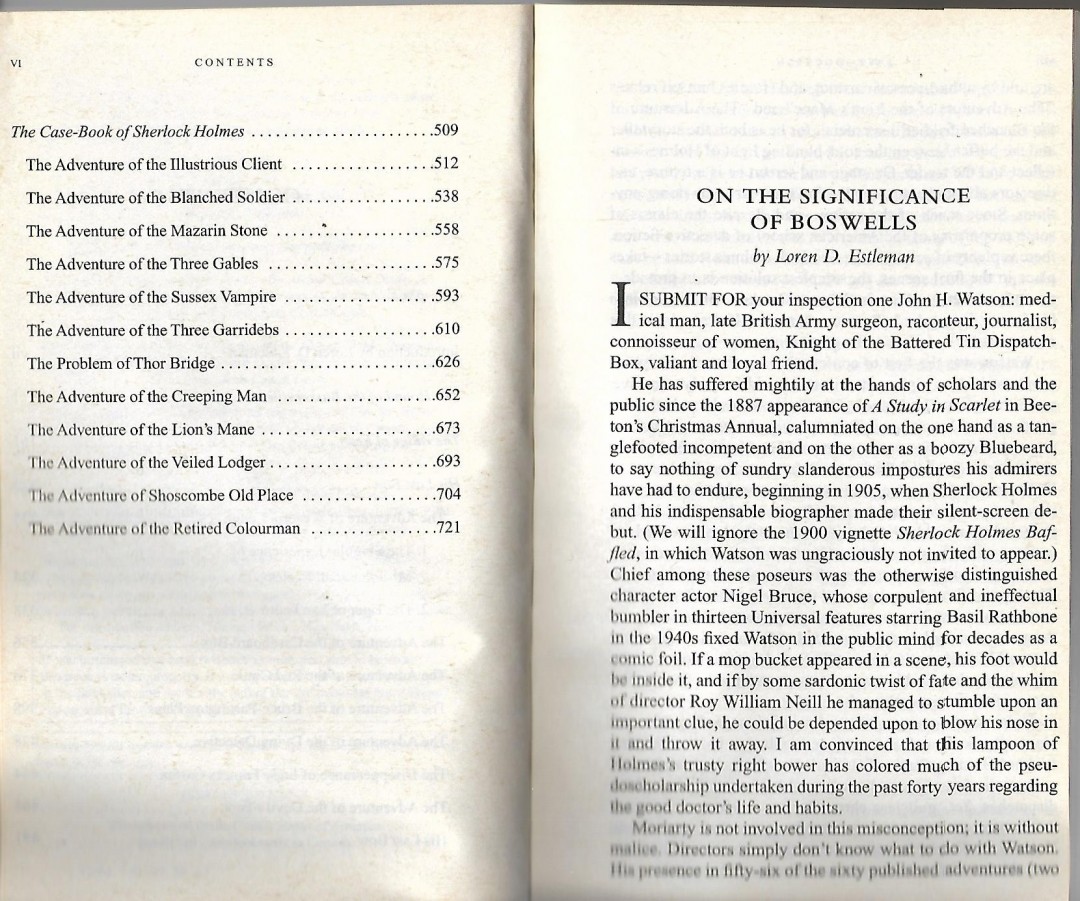 VI
CONTENTS
The Case-Book of Sherlock Holmes ........................509
The Adventure of the Illustrious Client ...................512
The Adventure of the Blanched Soldier ...................538
The Adventure of the Mazarin Stone .....................558
The Adventure of the Three Gables ......................575
The Adventure of the Sussex Vampire ....................593
The Adventure of the Three Garridebs ....................610
The Problem of Thor Bridge ............................626
The Adventure of the Creeping Man .....................652
The Adventure of the Lion's Mane .......................673
The Adventure of the Veiled Lodger ......................693
The Adventure of Shoscombe Old Place ..................704
The Adventure of the Retired Colourman .................721
ON THE SIGNIFICANCE
OF BOSWELLS
by Loren D. Estleman
I SUBMIT FOR your inspection one John H. Watson: med-
ical man, late British Army surgeon, raconteur, journalist,
connoisseur of women, Knight of the Battered Tin Dispatch-
Box, valiant and loyal friend.
He has suffered mightily at the hands of scholars and the
public since the 1887 appearance of A Study in Scarlet in Bee-
ton's Christmas Annual, calumniated on the one hand as a tan-
glefooted incompetent and on the other as a boozy Bluebeard,
to say nothing of sundry slanderous impostures his admirers
have had to endure, beginning in 1905, when Sherlock Holmes
and his indispensable biographer made their silent-screen de-
but. (We will ignore the 1900 vignette Sherlock Holmes Baf-
fled, in which Watson was ungraciously not invited to appear.)
Chief among these poseurs was the otherwise distinguished
character actor Nigel Bruce, whose corpulent and ineffectual
bumbler in thirteen Universal features starring Basil Rathbone
in the 1940s fixed Watson in the public mind for decades as a
comic foil. If a mop bucket appeared in a scene, his foot would
be inside it, and if by some sardonic twist of fate and the whim
of director Roy William Neill he managed to stumble upon an
important clue, he could be depended upon to blow his nose in
it and throw it away. I am convinced that this lampoon of
Holmes's trusty right bower has colored much of the pseu-
doscholarship undertaken during the past forty years regarding
the good doctor's life and habits.
Moriarty is not involved in this misconception; it is without
malice. Directors simply don't know what to do with Watson.
His presence in fifty-six of the sixty published adventures (two